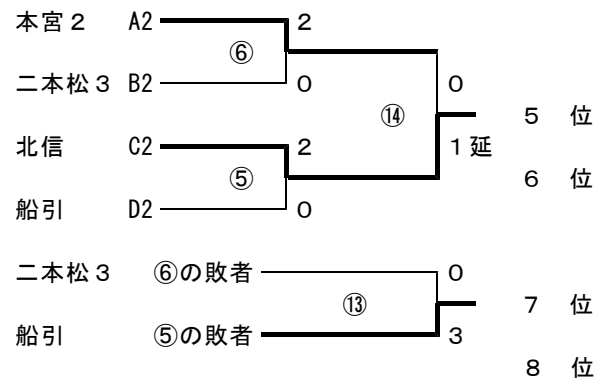 本宮２ A2 2
⑥
二本松３ B2 0 0
⑭ 5 位
北信 C2 2 1延
⑤ 6 位
船引 D2 0
二本松３ ⑥の敗者 0
⑬ 7 位
船引 ⑤の敗者 3
8 位